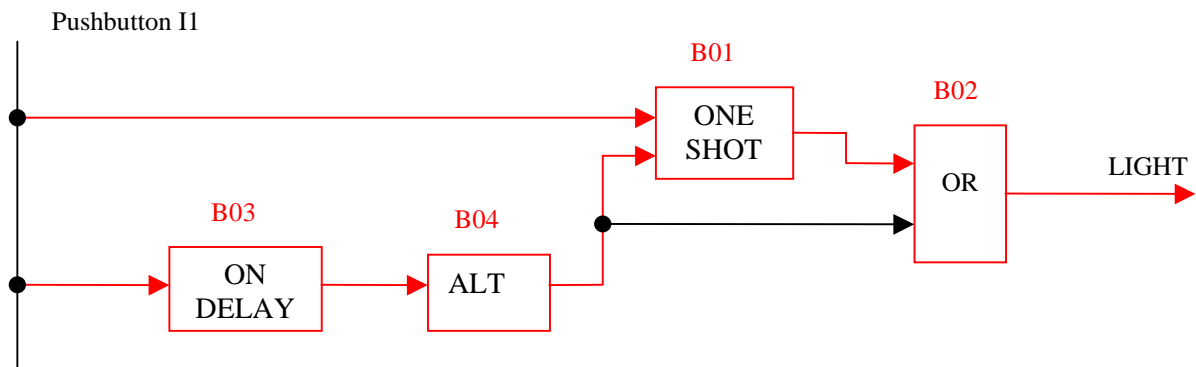 Pushbutton I1
B01
ONE
SHOT
B02
OR
LIGHT
B03
ON
DELAY
B04
ALT